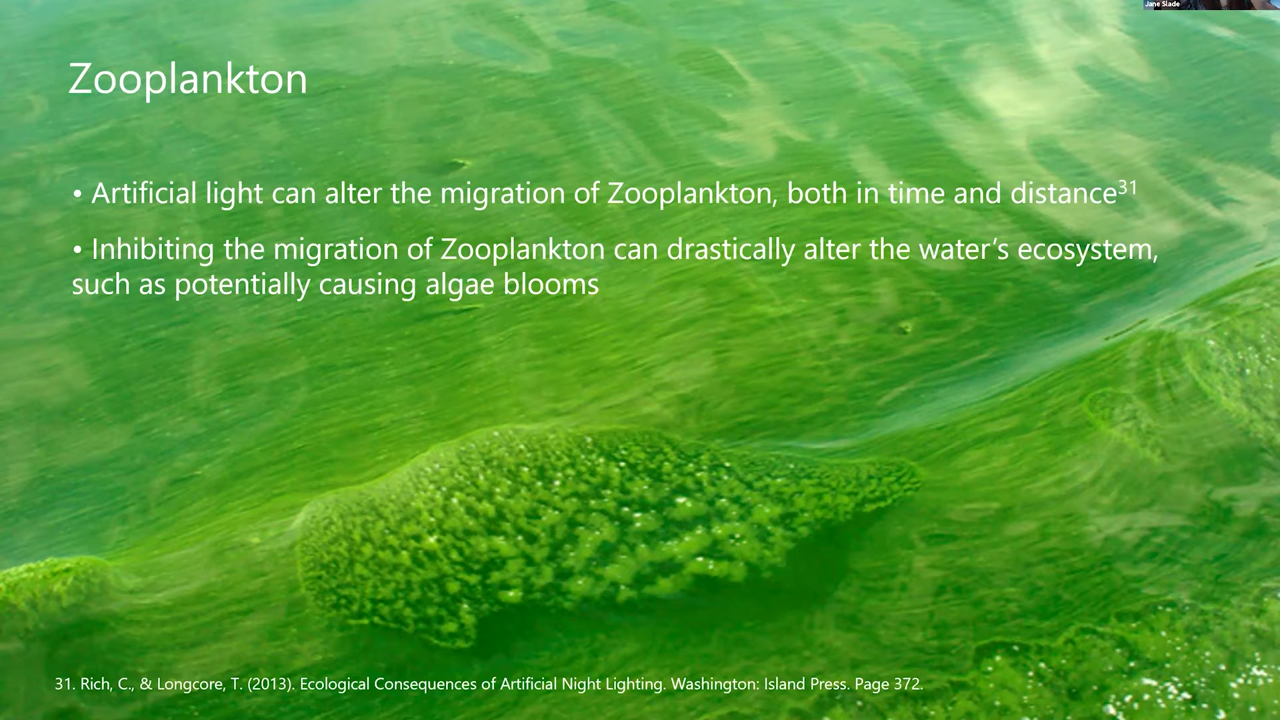 Jane Slade
Zooplankton
• Artificial light can alter the migration of Zooplankton, both in time and distance31
• Inhibiting the migration of Zooplankton can drastically alter the water’s ecosystem,
such as potentially causing algae blooms
31. Rich, C., & Longcore, T. (2013). Ecological Consequences of Artificial Night Lighting. Washington: Island Press. Page 372.